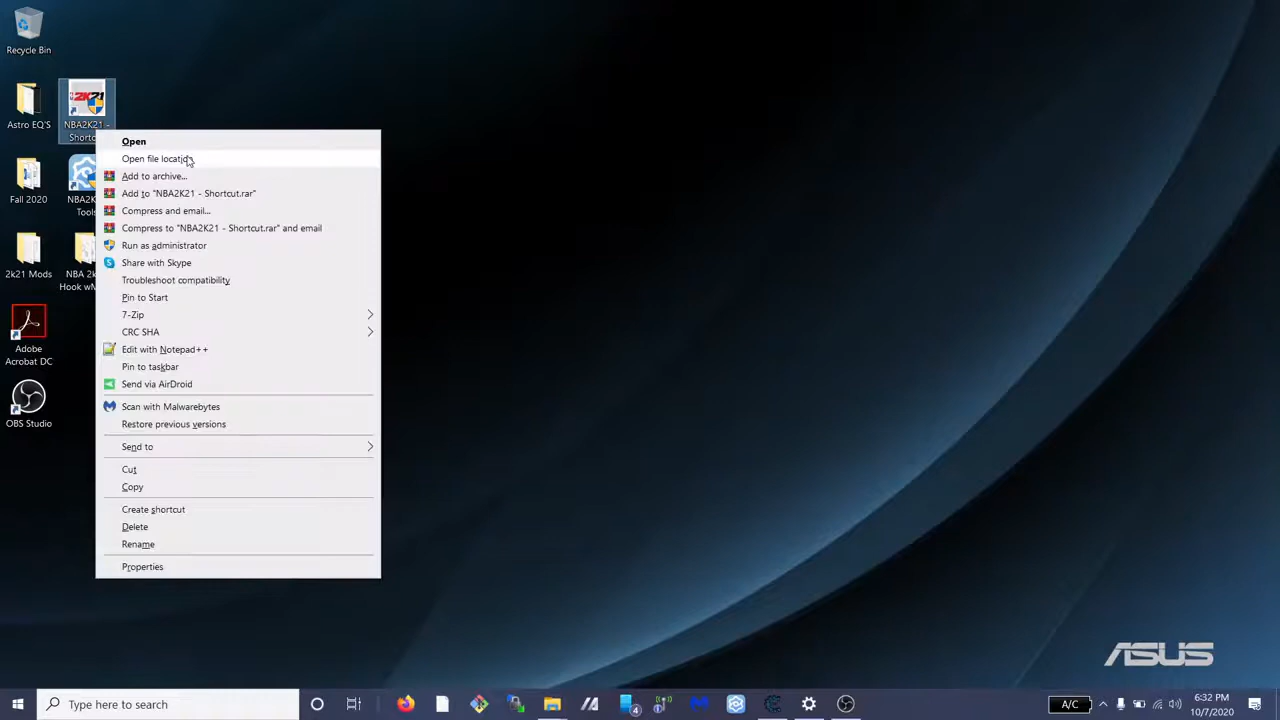 Recycle Bin
Astro EQ'S
2K21
NBA2K21 -
Shortc
Fall 2020
NBA2K21
Tools
2k21 Mods
NBA 2k
Hook wM
Adobe
Acrobat DC
OBS Studio
Open
Open file location
Add to archive...
Add to "NBA2K21 - Shortcut.rar"
Compress and email...
Compress to "NBA2K21 - Shortcut.rar" and email
Run as administrator
Share with Skype
Troubleshoot compatibility
Pin to Start
7-Zip
CRC SHA
Edit with Notepad++
Pin to taskbar
Send via AirDroid
Scan with Malwarebytes
Restore previous versions
Send to
Cut
Copy
Create shortcut
Delete
Rename
Properties
ASUS
Type here to search
A/C
6:32 PM
10/7/2020